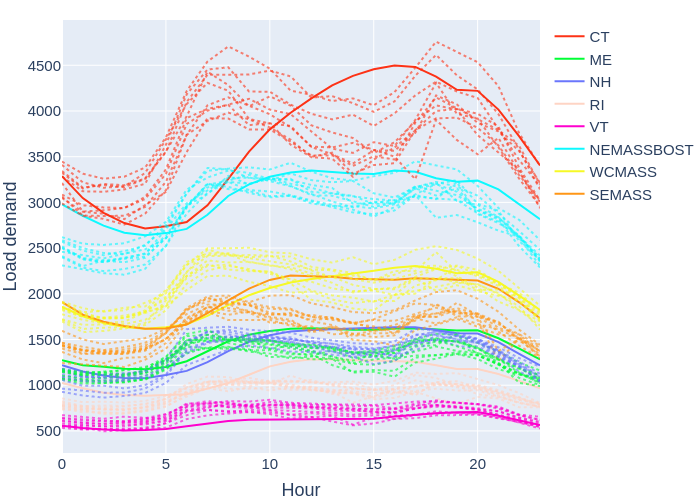 CT
ME
NH
RI
VT
NEMASSBOST
WCMASS
SEMASS
4500
4000
3500
3000
2500
2000
1500
1000
500
0
5
10
15
20
Load demand
Hour